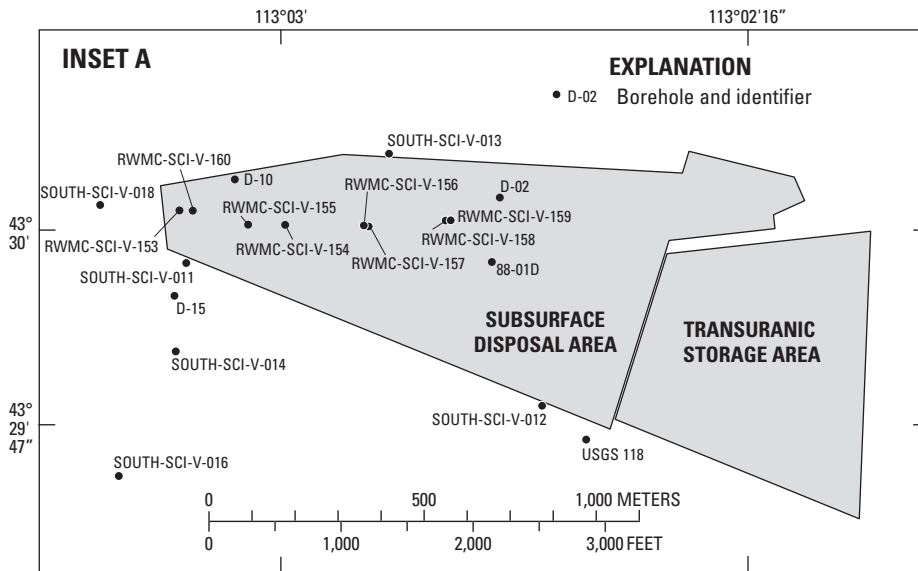 113°03′
113°02′16″
INSET A
EXPLANATION
D-02 Borehole and identifier
SOUTH-SCI-V-013
RWMC-SCI-V-160
D-10
RWMC-SCI-V-156
D-02
SOUTH-SCI-V-018
RWMC-SCI-V-155
RWMC-SCI-V-159
43°
30′
RWMC-SCI-V-153
RWMC-SCI-V-154
RWMC-SCI-V-158
RWMC-SCI-V-157
SOUTH-SCI-V-011
88-01D
D-15
SUBSURFACE
DISPOSAL AREA
TRANSURANIC
STORAGE AREA
SOUTH-SCI-V-014
43°
29′
47″
SOUTH-SCI-V-012
USGS 118
SOUTH-SCI-V-016
0 500 1,000 METERS
0 1,000 2,000 3,000 FEET